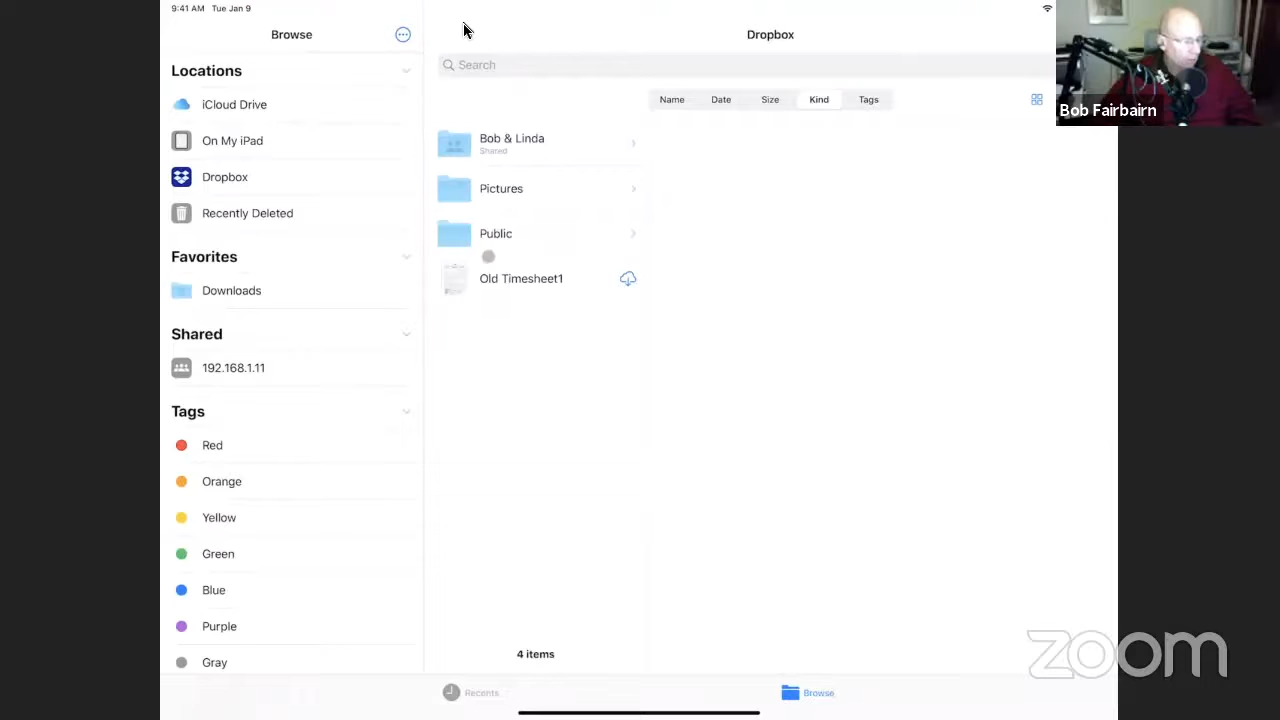 9:41 AM Tue Jan 9
Browse
Dropbox
Bob Fairbairn
Search
Locations
iCloud Drive
On My iPad
Dropbox
Recently Deleted
Favorites
Downloads
Shared
192.168.1.11
Tags
Red
Orange
Yellow
Green
Blue
Purple
Gray
Name Date Size Kind Tags
Bob & Linda
Shared
Pictures
Public
Old Timesheet1
4 items
Recents
Browse
zoom